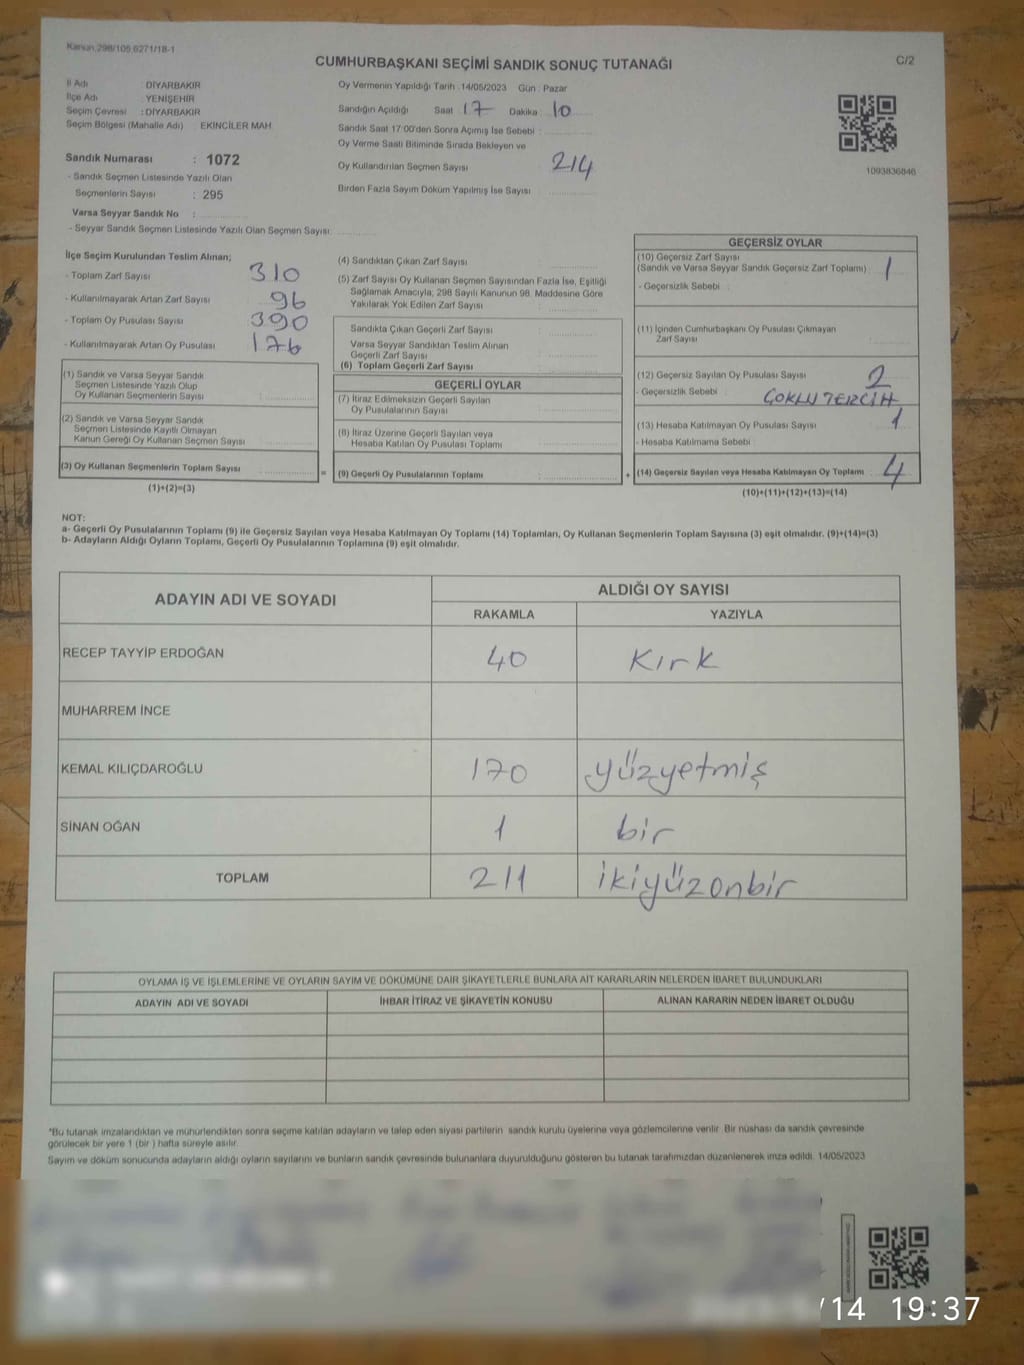 Kanun.298/105,6271/18-1
CUMHURBAŞKANI SEÇİMİ SANDIK SONUÇ TUTANAĞI
C/2
İl Adı DİYARBAKIR
İlçe Adı : YENİŞEHİR
Seçim Çevresi : DİYARBAKIR
Seçim Bölgesi (Mahalle Adı) EKİNCİLER MAH.
Sandık Numarası : 1072
- Sandık Seçmen Listesinde Yazılı Olan
Seçmenlerin Sayısı : 295
Varsa Seyyar Sandık No :
- Seyyar Sandık Seçmen Listesinde Yazılı Olan Seçmen Sayısı:
Oy Vermenin Yapıldığı Tarih : 14/05/2023 Gün : Pazar
Sandığın Açıldığı Saat 17 Dakika : 10
Sandık Saat 17:00'den Sonra Açımış İse Sebebi :
Oy Verme Saati Bitiminde Sırada Bekleyen ve
Oy Kullandırılan Seçmen Sayısı 214
Birden Fazla Sayım Döküm Yapılmış İse Sayısı :
1093836846
İlçe Seçim Kurulundan Teslim Alınan;
- Toplam Zarf Sayısı 310
- Kullanılmayarak Artan Zarf Sayısı 96
- Toplam Oy Pusulası Sayısı 390
- Kullanılmayarak Artan Oy Pusulası 176
(1) Sandık ve Varsa Seyyar Sandık
Seçmen Listesinde Yazılı Olup
Oy Kullanan Seçmenlerin Sayısı :
(2) Sandık ve Varsa Seyyar Sandık
Seçmen Listesinde Kayıtlı Olmayan
Kanun Gereği Oy Kullanan Seçmen Sayısı :
(3) Oy Kullanan Seçmenlerin Toplam Sayısı : =
(1)+(2)=(3)
(4) Sandıktan Çıkan Zarf Sayısı :
(5) Zarf Sayısı Oy Kullanan Seçmen Sayısından Fazla İse, Eşitliği
Sağlamak Amacıyla; 298 Sayılı Kanunun 98. Maddesine Göre
Yakılarak Yok Edilen Zarf Sayısı :
Sandıkta Çıkan Geçerli Zarf Sayısı :
Varsa Seyyar Sandıktan Teslim Alınan
Geçerli Zarf Sayısı :
(6) Toplam Geçerli Zarf Sayısı :
GEÇERLİ OYLAR
(7) İtiraz Edilmeksizin Geçerli Sayılan
Oy Pusulalarının Sayısı :
(8) İtiraz Üzerine Geçerli Sayılan veya
Hesaba Katılan Oy Pusulası Toplamı :
(9) Geçerli Oy Pusulalarının Toplamı : +
GEÇERSİZ OYLAR
(10) Geçersiz Zarf Sayısı
(Sandık ve Varsa Seyyar Sandık Geçersiz Zarf Toplamı) : 1
- Geçersizlik Sebebi :
(11) İçinden Cumhurbaşkanı Oy Pusulası Çıkmayan
Zarf Sayısı :
(12) Geçersiz Sayılan Oy Pusulası Sayısı : 2
- Geçersizlik Sebebi : ÇOKLU TERCİH
(13) Hesaba Katılmayan Oy Pusulası Sayısı : 1
- Hesaba Katılmama Sebebi :
(14) Geçersiz Sayılan veya Hesaba Katılmayan Oy Toplamı : 4
(10)+(11)+(12)+(13)=(14)
NOT:
a- Geçerli Oy Pusulalarının Toplamı (9) ile Geçersiz Sayılan veya Hesaba Katılmayan Oy Toplamı (14) Toplamları, Oy Kullanan Seçmenlerin Toplam Sayısına (3) eşit olmalıdır. (9)+(14)=(3)
b- Adayların Aldığı Oyların Toplamı, Geçerli Oy Pusulalarının Toplamına (9) eşit olmalıdır.
ADAYIN ADI VE SOYADI ALDIĞI OY SAYISI
RAKAMLA YAZIYLA
RECEP TAYYİP ERDOĞAN 40 Kırk
MUHARREM İNCE
KEMAL KILIÇDAROĞLU 170 yüzyetmiş
SİNAN OĞAN 1 bir
TOPLAM 211 ikiyüzonbir
OYLAMA İŞ VE İŞLEMLERİNE VE OYLARIN SAYIM VE DÖKÜMÜNE DAİR ŞİKAYETLERLE BUNLARA AİT KARARLARIN NELERDEN İBARET BULUNDUKLARI
ADAYIN ADI VE SOYADI İHBAR İTİRAZ VE ŞİKAYETİN KONUSU ALINAN KARARIN NEDEN İBARET OLDUĞU
*Bu tutanak imzalandıktan ve mühürlendikten sonra seçime katılan adayların ve talep eden siyasi partilerin sandık kurulu üyelerine veya gözlemcilerine verilir. Bir nüshası da sandık çevresinde
görülecek bir yere 1 (bir ) hafta süreyle asılır.
Sayım ve döküm sonucunda adayların aldığı oyların sayılarını ve bunların sandık çevresinde bulunanlara duyurulduğunu gösteren bu tutanak tarafımızdan düzenlenerek imza edildi. 14/05/2023
/14 19:37